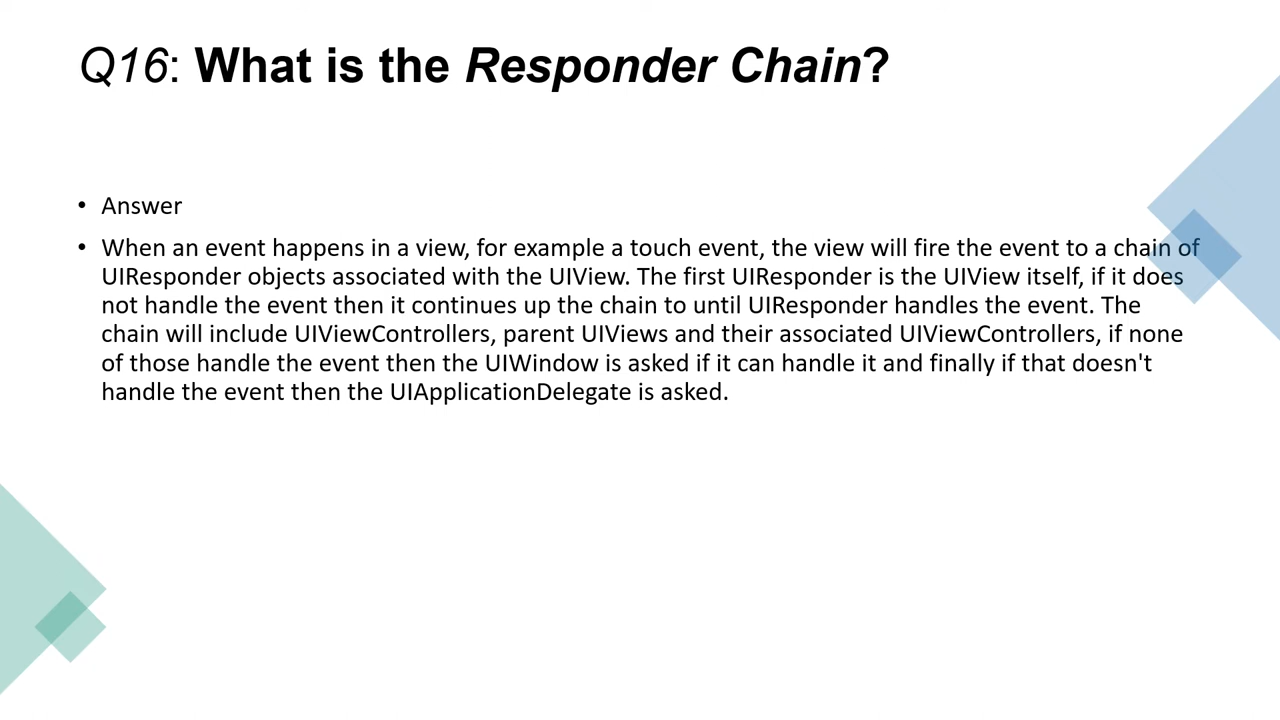 Q16: What is the Responder Chain?
• Answer
• When an event happens in a view, for example a touch event, the view will fire the event to a chain of
UIResponder objects associated with the UIView. The first UIResponder is the UIView itself, if it does
not handle the event then it continues up the chain to until UIResponder handles the event. The
chain will include UIViewControllers, parent UIViews and their associated UIViewControllers, if none
of those handle the event then the UIWindow is asked if it can handle it and finally if that doesn't
handle the event then the UIApplicationDelegate is asked.